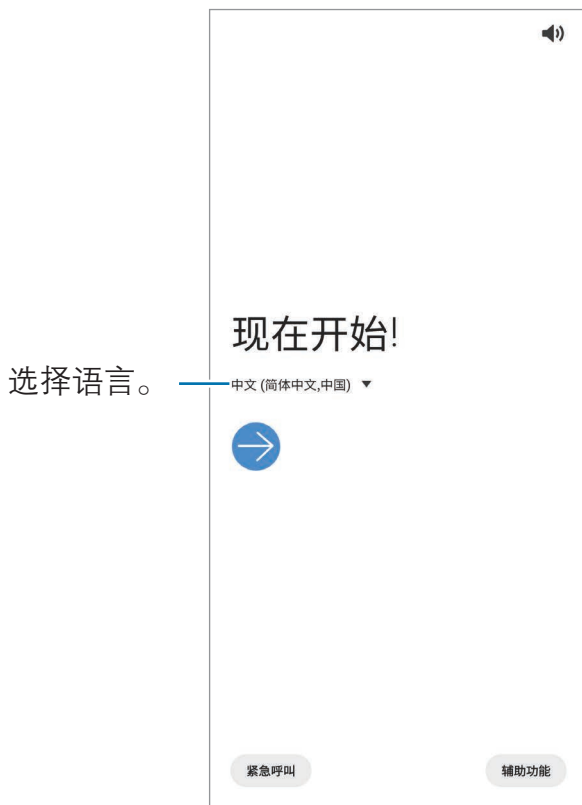 现在开始!
选择语言。
中文 (简体中文,中国)
紧急呼叫
辅助功能